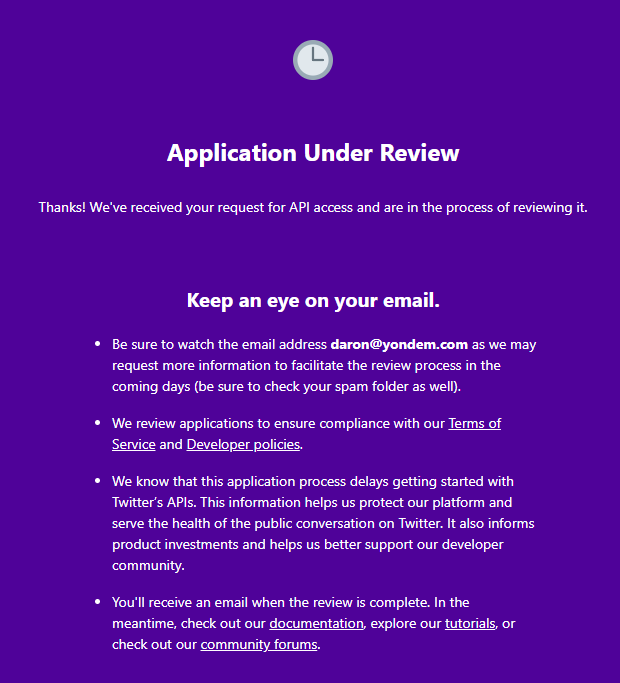 Application Under Review
Thanks! We've received your request for API access and are in the process of reviewing it.
Keep an eye on your email.
• Be sure to watch the email address daron@yondem.com as we may
request more information to facilitate the review process in the
coming days (be sure to check your spam folder as well).
• We review applications to ensure compliance with our Terms of
Service and Developer policies.
• We know that this application process delays getting started with
Twitter's APIs. This information helps us protect our platform and
serve the health of the public conversation on Twitter. It also informs
product investments and helps us better support our developer
community.
• You'll receive an email when the review is complete. In the
meantime, check out our documentation, explore our tutorials, or
check out our community forums.